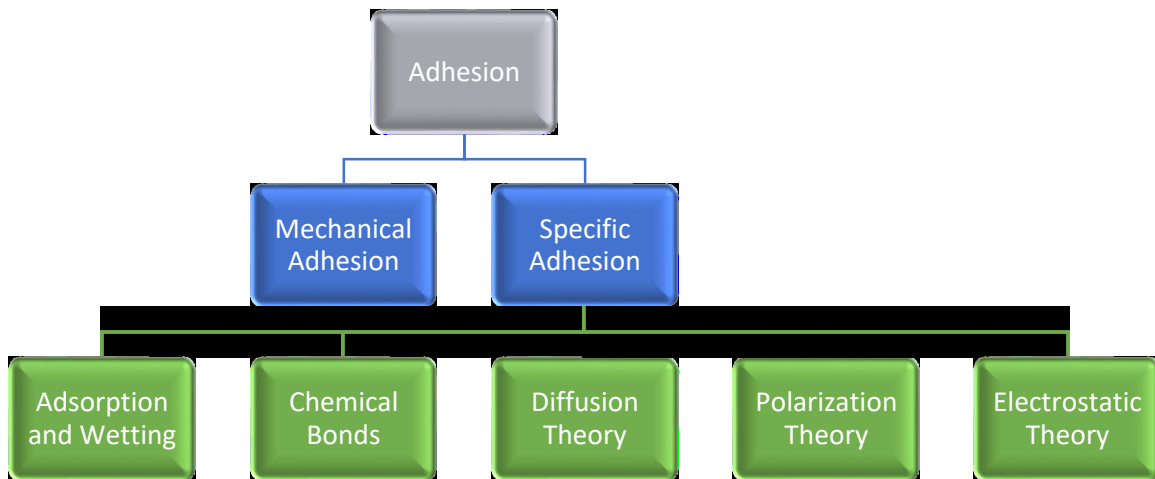 Adhesion
Mechanical
Adhesion
Specific
Adhesion
Adsorption
and Wetting
Chemical
Bonds
Diffusion
Theory
Polarization
Theory
Electrostatic
Theory